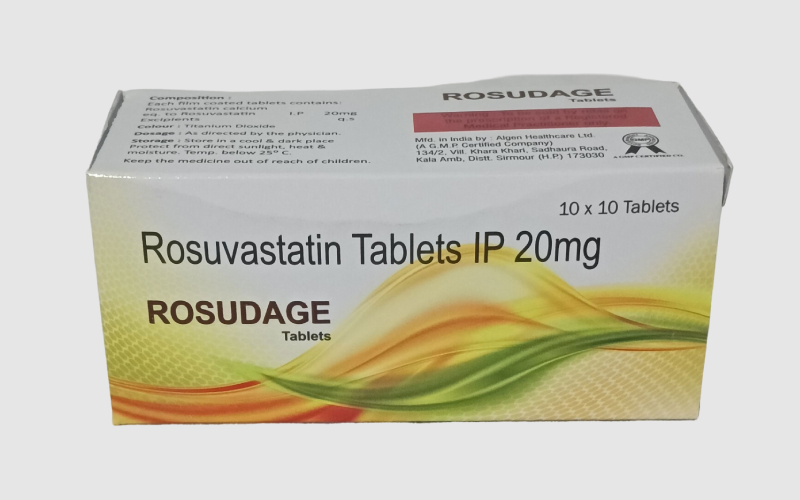 Composition :
Each film coated tablets contains:
Rosuvastatin calcium
eq. to Rosuvastatin I.P 20mg
Excipients q.s
Colour : Titanium Dioxide
Dosage : As directed by the physician.
Storage : Store in a cool & dark place
Protect from direct sunlight, heat &
moisture. Temp. below 25º C.
Keep the medicine out of reach of children.
ROSUDAGE
Tablets
Mfd. in India by : Algen Healthcare Ltd.
(A G.M.P Certified Company)
134/2, Vill. Khara Khari, Sadhaura Road,
Kala Amb, Distt. Sirmour (H.P.) 173030
10 x 10 Tablets
Rosuvastatin Tablets IP 20mg
ROSUDAGE
Tablets